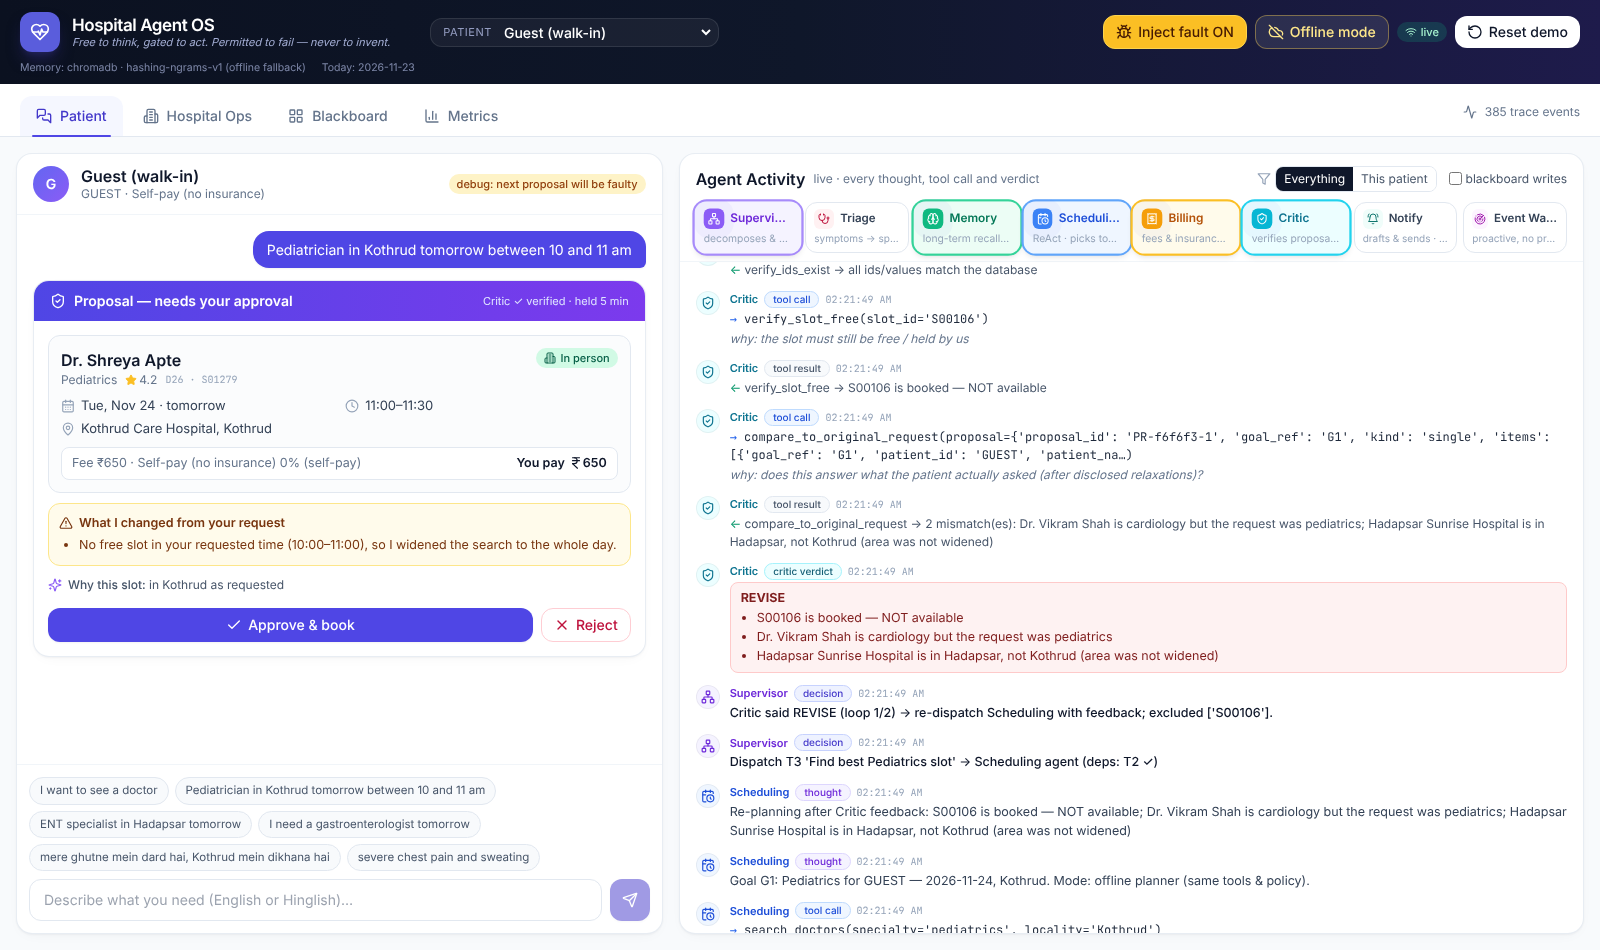 Hospital Agent OS
Free to think, gated to act. Permitted to fail — never to invent.
Memory: chromadb · hashing-ngrams-v1 (offline fallback) Today: 2026-11-23
PATIENT Guest (walk-in)
Inject fault ON
Offline mode
live
Reset demo
Patient
Hospital Ops
Blackboard
Metrics
385 trace events
G
Guest (walk-in)
GUEST · Self-pay (no insurance)
debug: next proposal will be faulty
Pediatrician in Kothrud tomorrow between 10 and 11 am
Proposal — needs your approval
Critic ✓ verified · held 5 min
Dr. Shreya Apte
In person
Pediatrics ⭐ 4.2 D26 · S01279
Tue, Nov 24 · tomorrow
11:00–11:30
Kothrud Care Hospital, Kothrud
Fee ₹650 · Self-pay (no insurance) 0% (self-pay)
You pay ₹650
What I changed from your request
• No free slot in your requested time (10:00–11:00), so I widened the search to the whole day.
Why this slot: in Kothrud as requested
Approve & book
Reject
I want to see a doctor
Pediatrician in Kothrud tomorrow between 10 and 11 am
ENT specialist in Hadapsar tomorrow
I need a gastroenterologist tomorrow
mere ghutne mein dard hai, Kothrud mein dikhana hai
severe chest pain and sweating
Describe what you need (English or Hinglish)...
Agent Activity
live · every thought, tool call and verdict
Everything
This patient
blackboard writes
Supervi...
decomposes & ...
Triage
symptoms → sp...
Memory
long-term recall...
Scheduli...
ReAct · picks to...
Billing
fees & insuranc...
Critic
verifies proposa...
Notify
drafts & sends · ...
Event Wa...
proactive, no pr...
← verify_ids_exist → all ids/values match the database
Critic tool call 02:21:49 AM
→ verify_slot_free(slot_id='S00106')
why: the slot must still be free / held by us
Critic tool result 02:21:49 AM
← verify_slot_free → S00106 is booked — NOT available
Critic tool call 02:21:49 AM
→ compare_to_original_request(proposal={'proposal_id': 'PR-f6f6f3-1', 'goal_ref': 'G1', 'kind': 'single', 'items':
[{'goal_ref': 'G1', 'patient_id': 'GUEST', 'patient_na…)
why: does this answer what the patient actually asked (after disclosed relaxations)?
Critic tool result 02:21:49 AM
← compare_to_original_request → 2 mismatch(es): Dr. Vikram Shah is cardiology but the request was pediatrics; Hadapsar Sunrise Hospital is in
Hadapsar, not Kothrud (area was not widened)
Critic critic verdict 02:21:49 AM
REVISE
• S00106 is booked — NOT available
• Dr. Vikram Shah is cardiology but the request was pediatrics
• Hadapsar Sunrise Hospital is in Hadapsar, not Kothrud (area was not widened)
Supervisor decision 02:21:49 AM
Critic said REVISE (loop 1/2) → re-dispatch Scheduling with feedback; excluded ['S00106'].
Supervisor decision 02:21:49 AM
Dispatch T3 'Find best Pediatrics slot' → Scheduling agent (deps: T2 ✓)
Scheduling thought 02:21:49 AM
Re-planning after Critic feedback: S00106 is booked — NOT available; Dr. Vikram Shah is cardiology but the request was pediatrics; Hadapsar
Sunrise Hospital is in Hadapsar, not Kothrud (area was not widened)
Scheduling thought 02:21:49 AM
Goal G1: Pediatrics for GUEST — 2026-11-24, Kothrud. Mode: offline planner (same tools & policy).
Scheduling tool call 02:21:49 AM
→ search_doctors(specialty='pediatrics', locality='Kothrud')